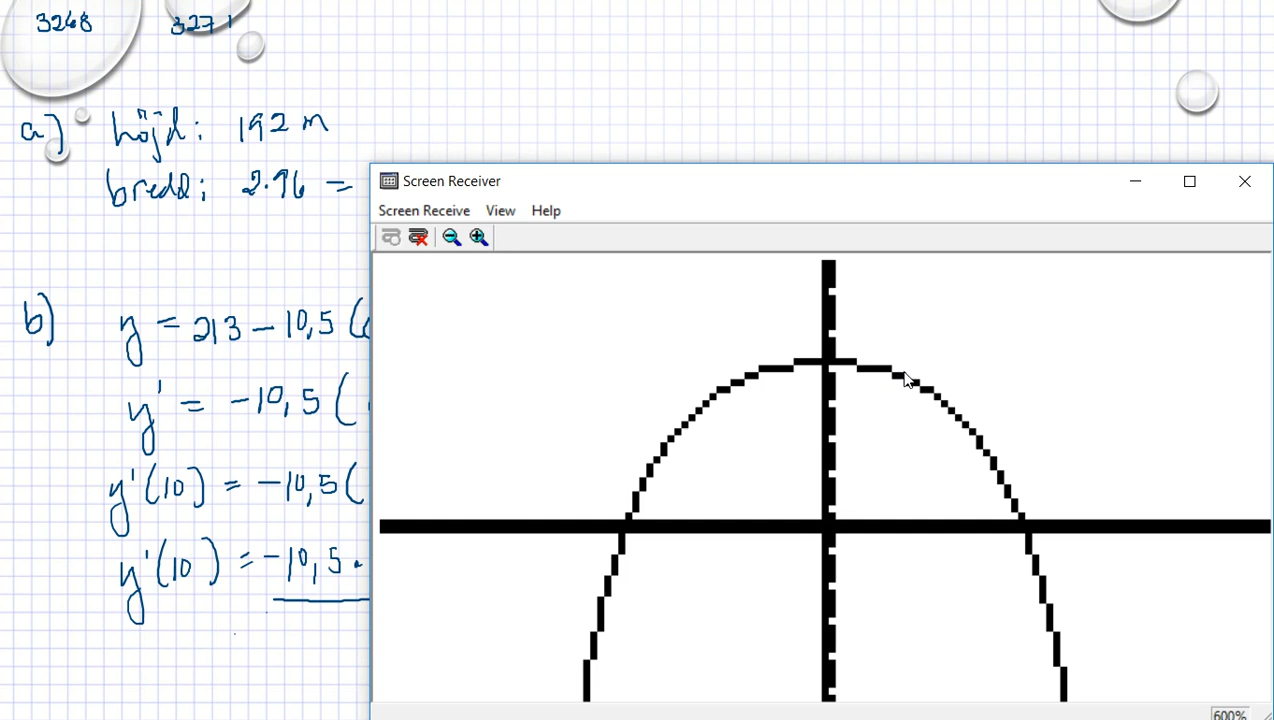 3268 3271
a) höjd: 192 m
bredd: 2·96 =
Screen Receiver
Screen Receive View Help
b) y = 213 - 10,5 (
y' = -10,5 (
y'(10) = -10,5 (
y'(10) = -10,5 ·
600%